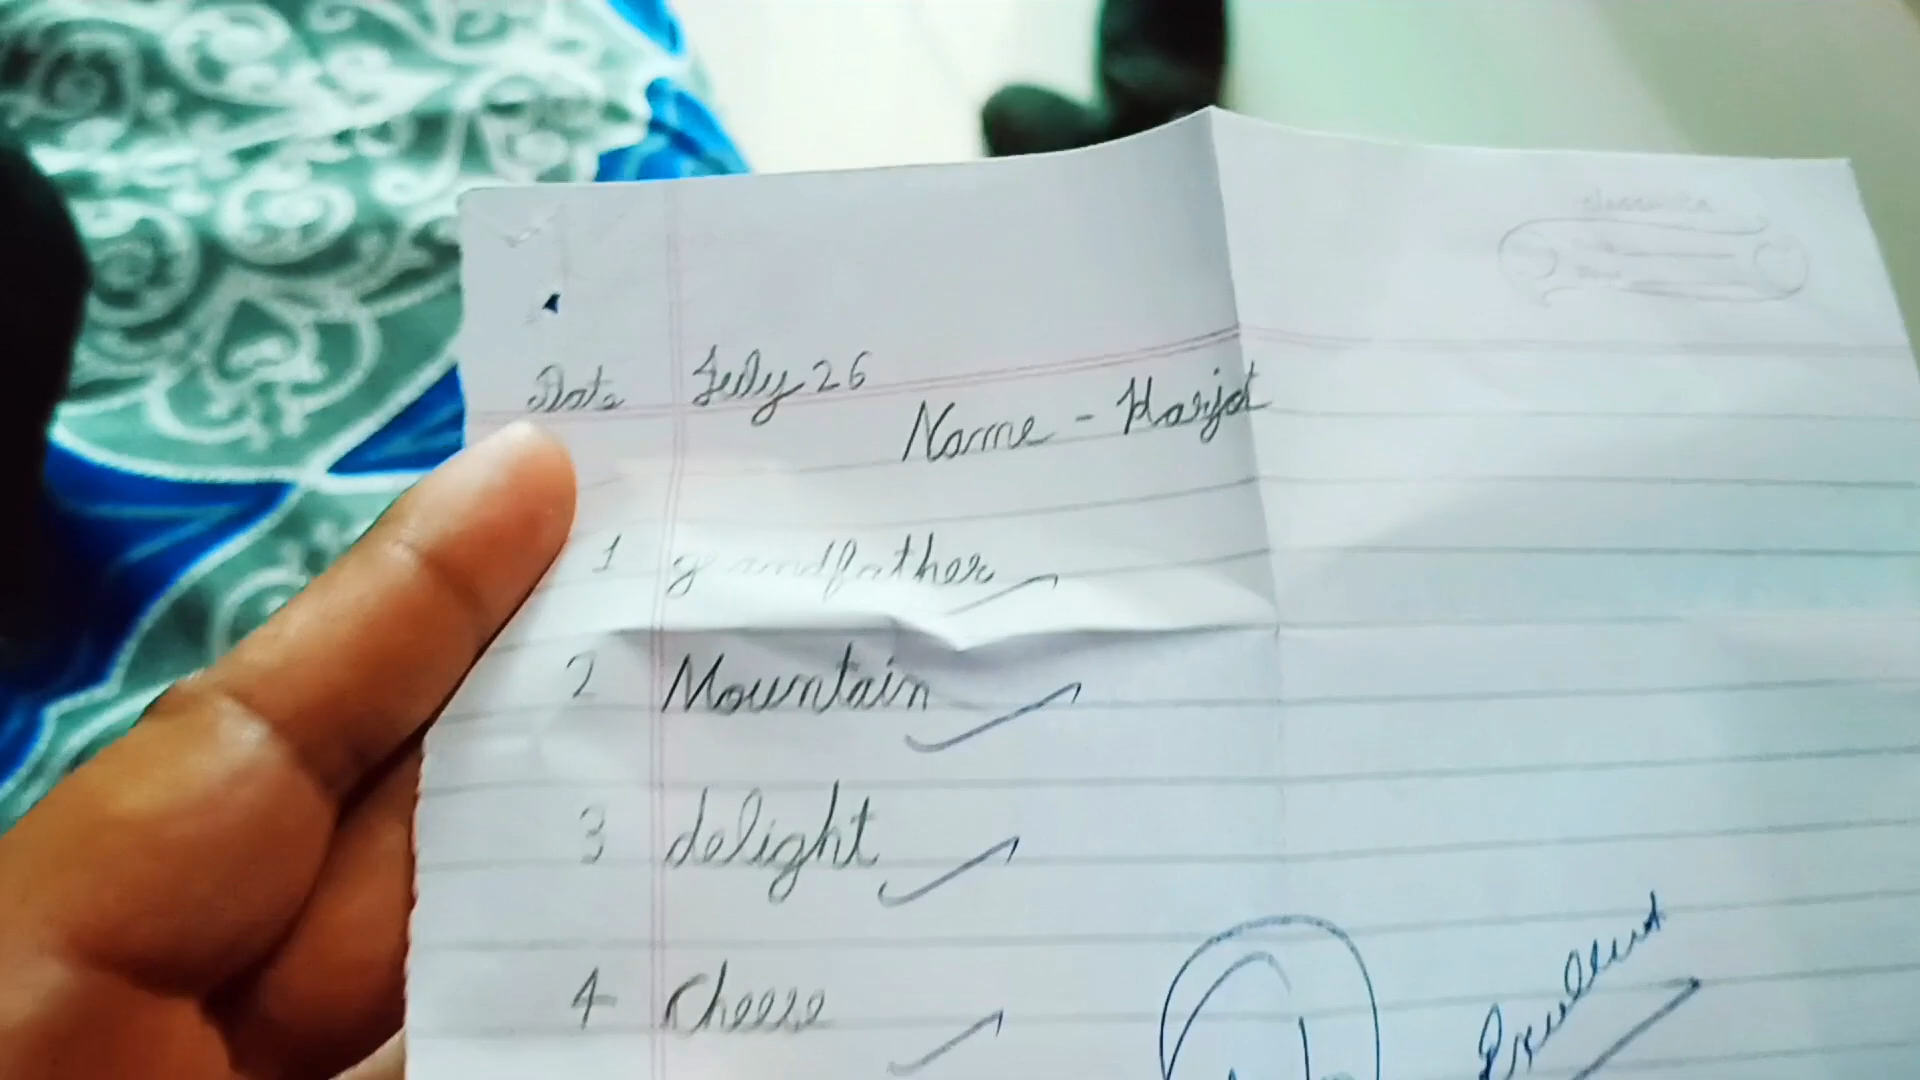 Date July 26
Name - Harjot
1 grandfather
2 Mountain
3 delight
4 Cheese
Excellent